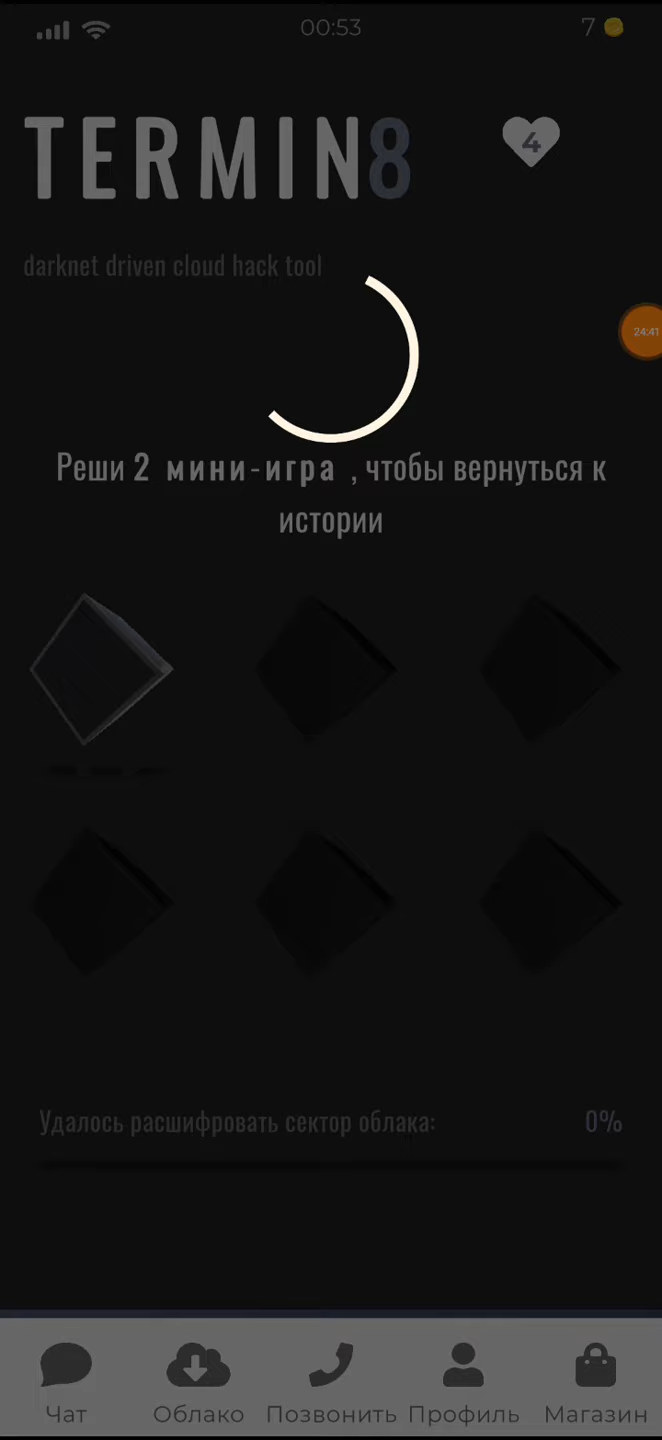 00:53
7
TERMIN8
4
darknet driven cloud hack tool
24:41
Реши 2 мини-игра , чтобы вернуться к
истории
Удалось расшифровать сектор облака:
0%
Чат
Облако
Позвонить
Профиль
Магазин